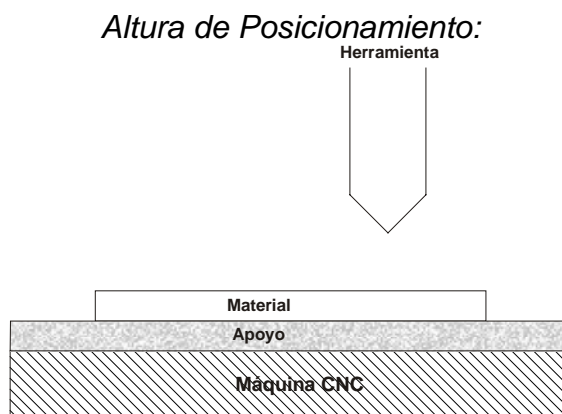 Altura de Posicionamiento:
Herramienta
Material
Apoyo
Máquina CNC